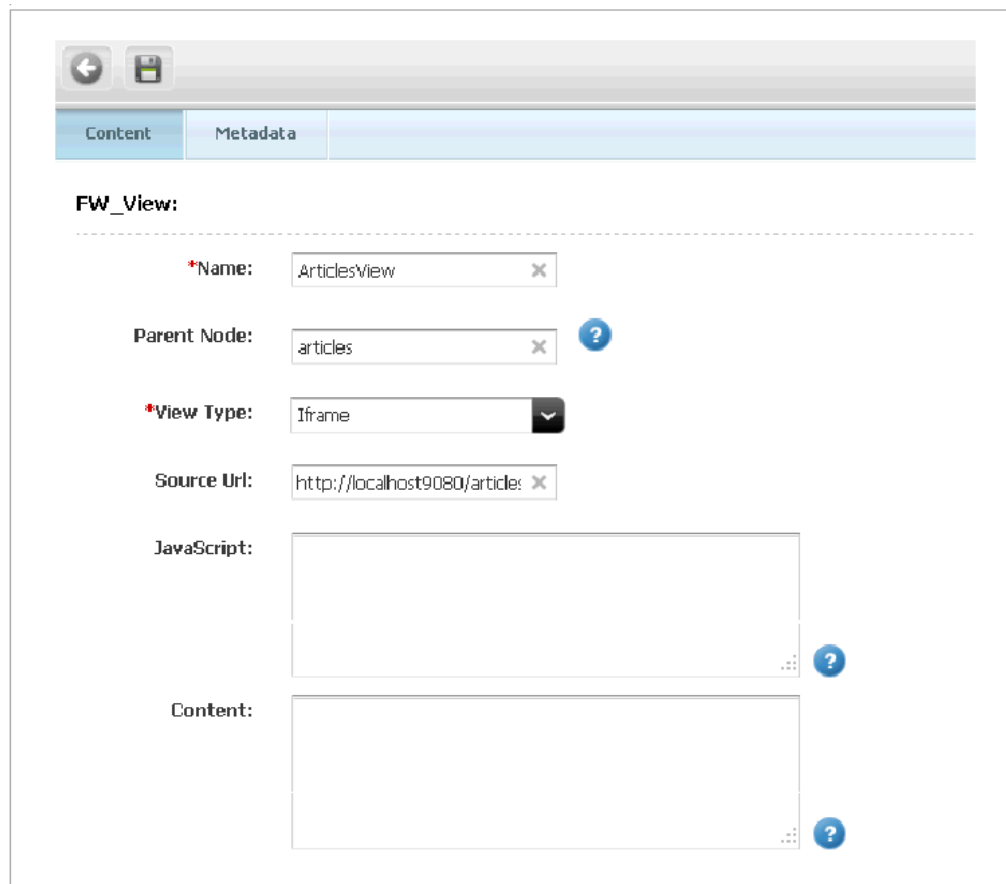 Content Metadata
FW_View:
*Name: ArticlesView
Parent Node: articles ?
*View Type: Iframe
Source Url: http://localhost9080/articles
JavaScript:
?
Content:
?